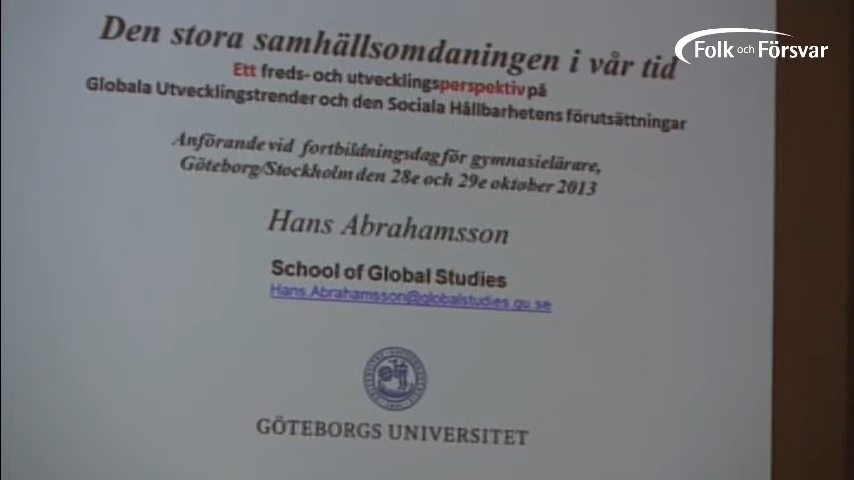 Folk och Försvar
Den stora samhällsomdaningen i vår tid
Ett freds- och utvecklingsperspektiv på
Globala Utvecklingstrender och den Sociala Hållbarhetens förutsättningar
Anförande vid fortbildningsdag för gymnasielärare,
Göteborg/Stockholm den 28e och 29e oktober 2013
Hans Abrahamsson
School of Global Studies
Hans.Abrahamsson@globalstudies.gu.se
GÖTEBORGS UNIVERSITET